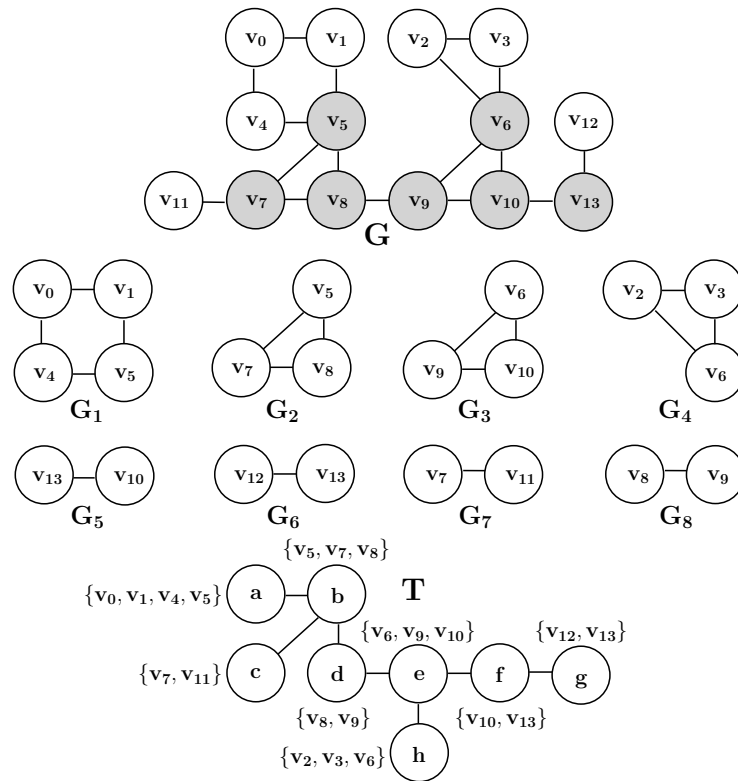 v0 v1 v2 v3
v4 v5 v6 v12
v11 v7 v8 v9 v10 v13
G
v0 v1 v5 v6 v2 v3
v4 v5 v7 v8 v9 v10 v6
G1 G2 G3 G4
v13 v10 v12 v13 v7 v11 v8 v9
G5 G6 G7 G8
{v5, v7, v8}
{v0, v1, v4, v5} a b T
{v6, v9, v10} {v12, v13}
{v7, v11} c d e f g
{v8, v9} {v10, v13}
{v2, v3, v6} h